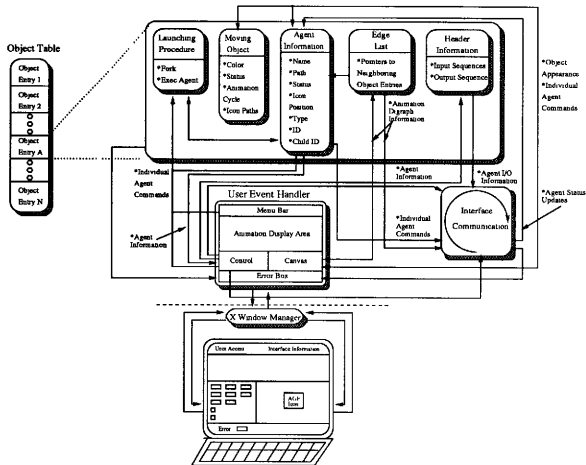 Object Table
Object
Entry 1
Object
Entry 2
Object
Entry A
Object
Entry N
Launching
Procedure
*Fork
*Exec Agent
Moving
Object
*Color
*Status
*Animation
Cycle
*Icon Paths
Agent
Information
*Name
*Path
*Status
*Icon
Position
*Type
*ID
*Child ID
Edge
List
*Pointers to
Neighboring
Object Entries
Header
Information
*Input Sequences
*Output Sequence
*Object
Appearance
*Individual
Agent
Commands
*Animation
Digraph
Information
*Individual
Agent
Commands
*Agent
Information
*Agent I/O
Information
*Agent Status
Updates
User Event Handler
Menu Bar
Animation Display Area
Control
Canvas
Error Box
*Agent
Information
*Individual
Agent
Commands
Interface
Communication
X Window Manager
User Access
Interface Information
AGP
Icon
Error